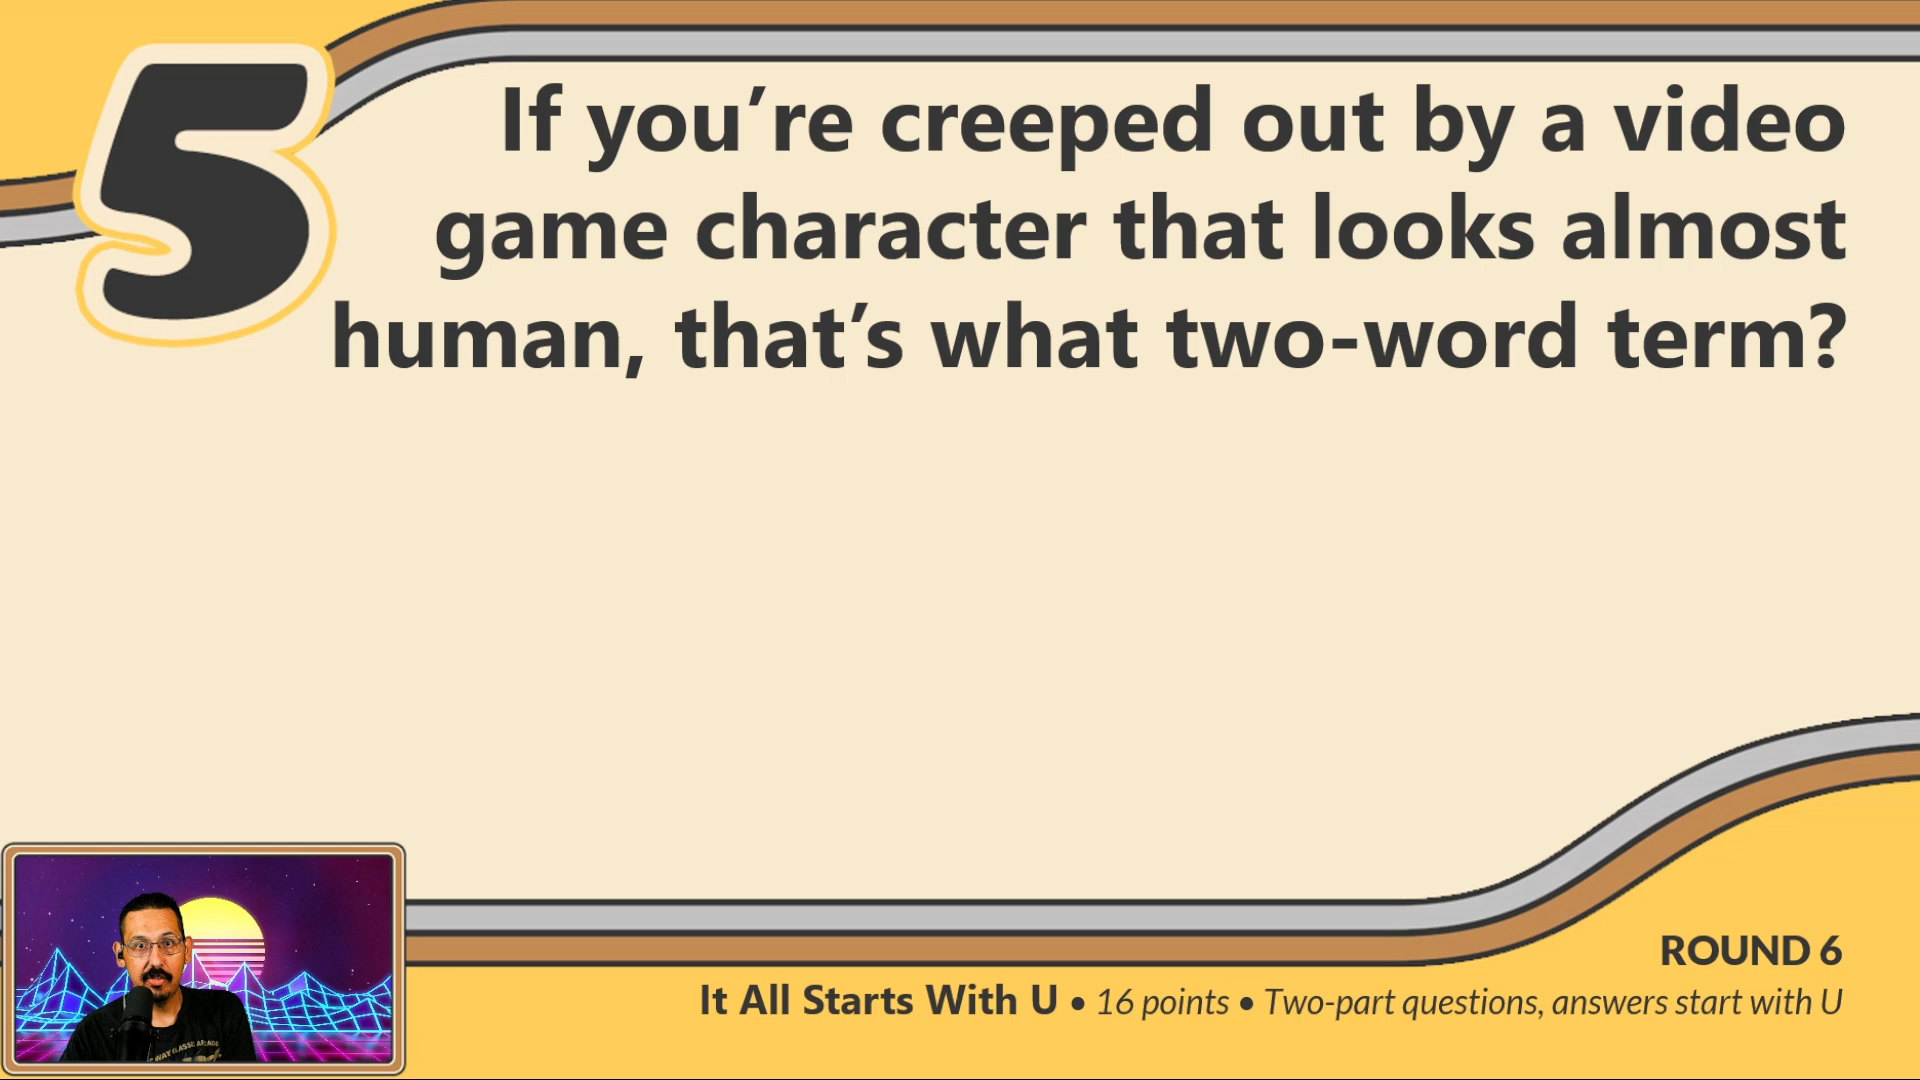 5
If you’re creeped out by a video
game character that looks almost
human, that’s what two-word term?
ROUND 6
It All Starts With U • 16 points • Two-part questions, answers start with U